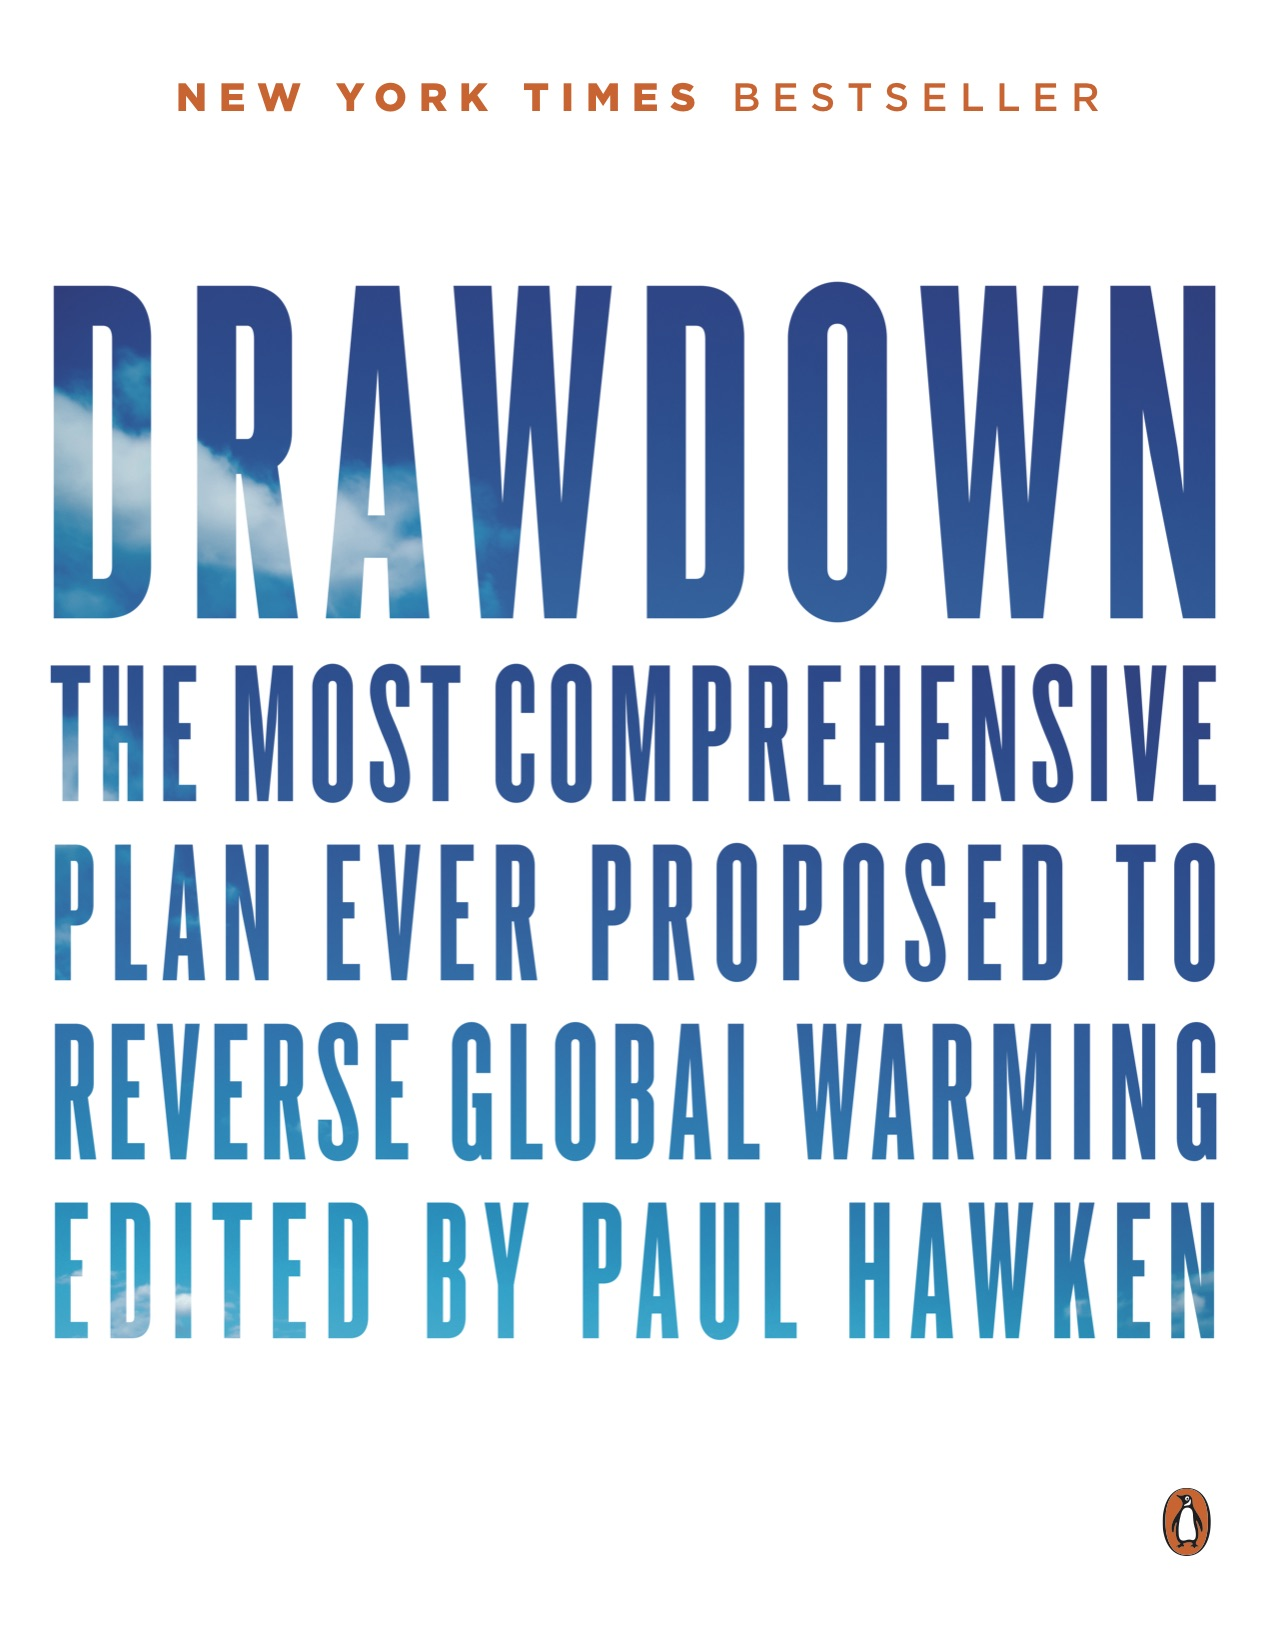 NEW YORK TIMES BESTSELLER
DRAWDOWN
THE MOST COMPREHENSIVE
PLAN EVER PROPOSED TO
REVERSE GLOBAL WARMING
EDITED BY PAUL HAWKEN